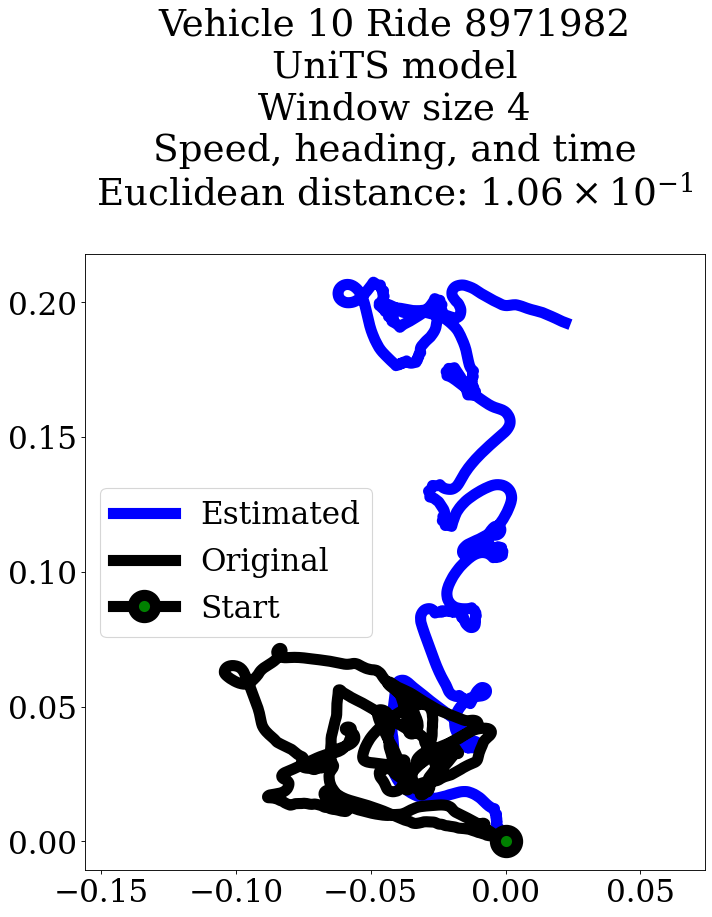 Vehicle 10 Ride 8971982
UniTS model
Window size 4
Speed, heading, and time
Euclidean distance: 1.06 × 10⁻¹
0.20
0.15
0.10
0.05
0.00
Estimated
Original
Start
−0.15 −0.10 −0.05 0.00 0.05